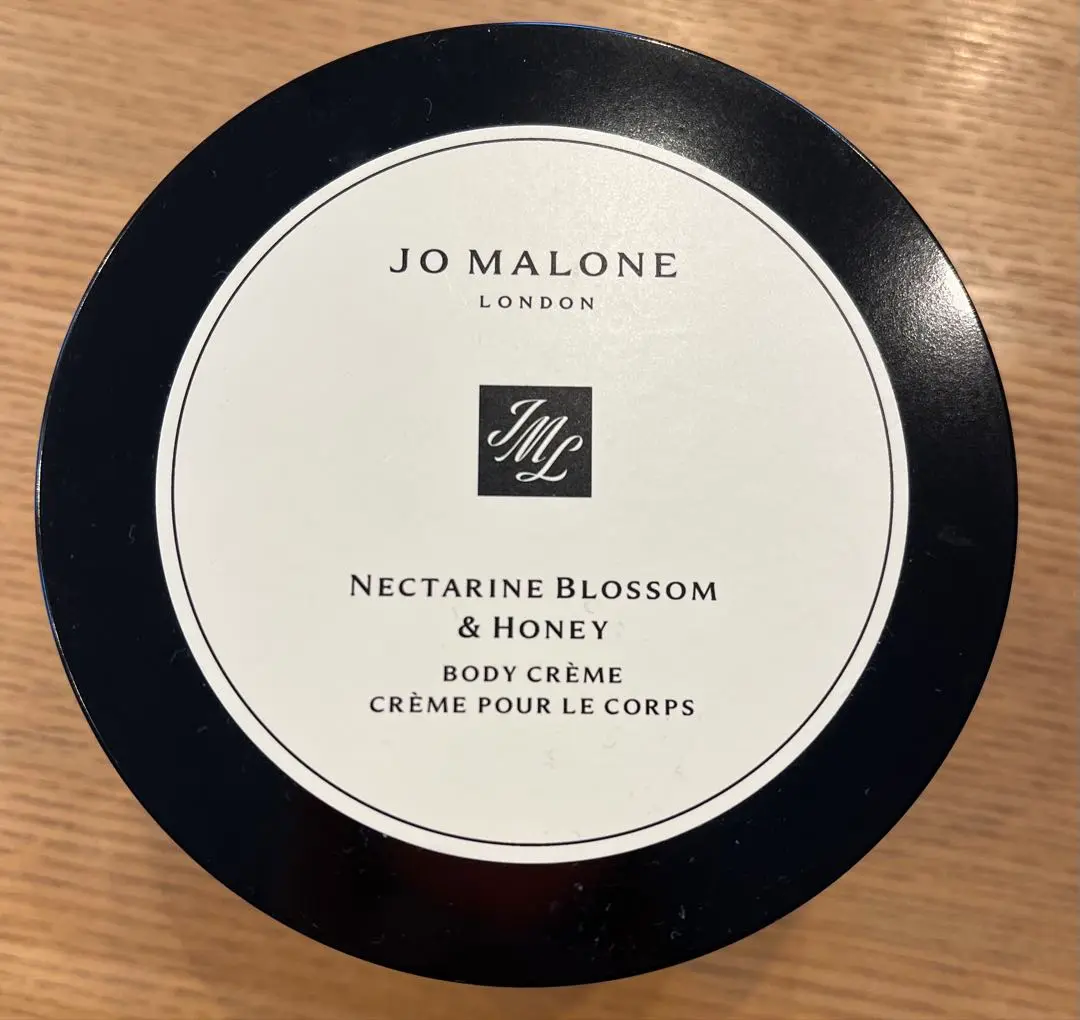 JO MALONE
LONDON
JML
NECTARINE BLOSSOM
& HONEY
BODY CRÈME
CRÈME POUR LE CORPS